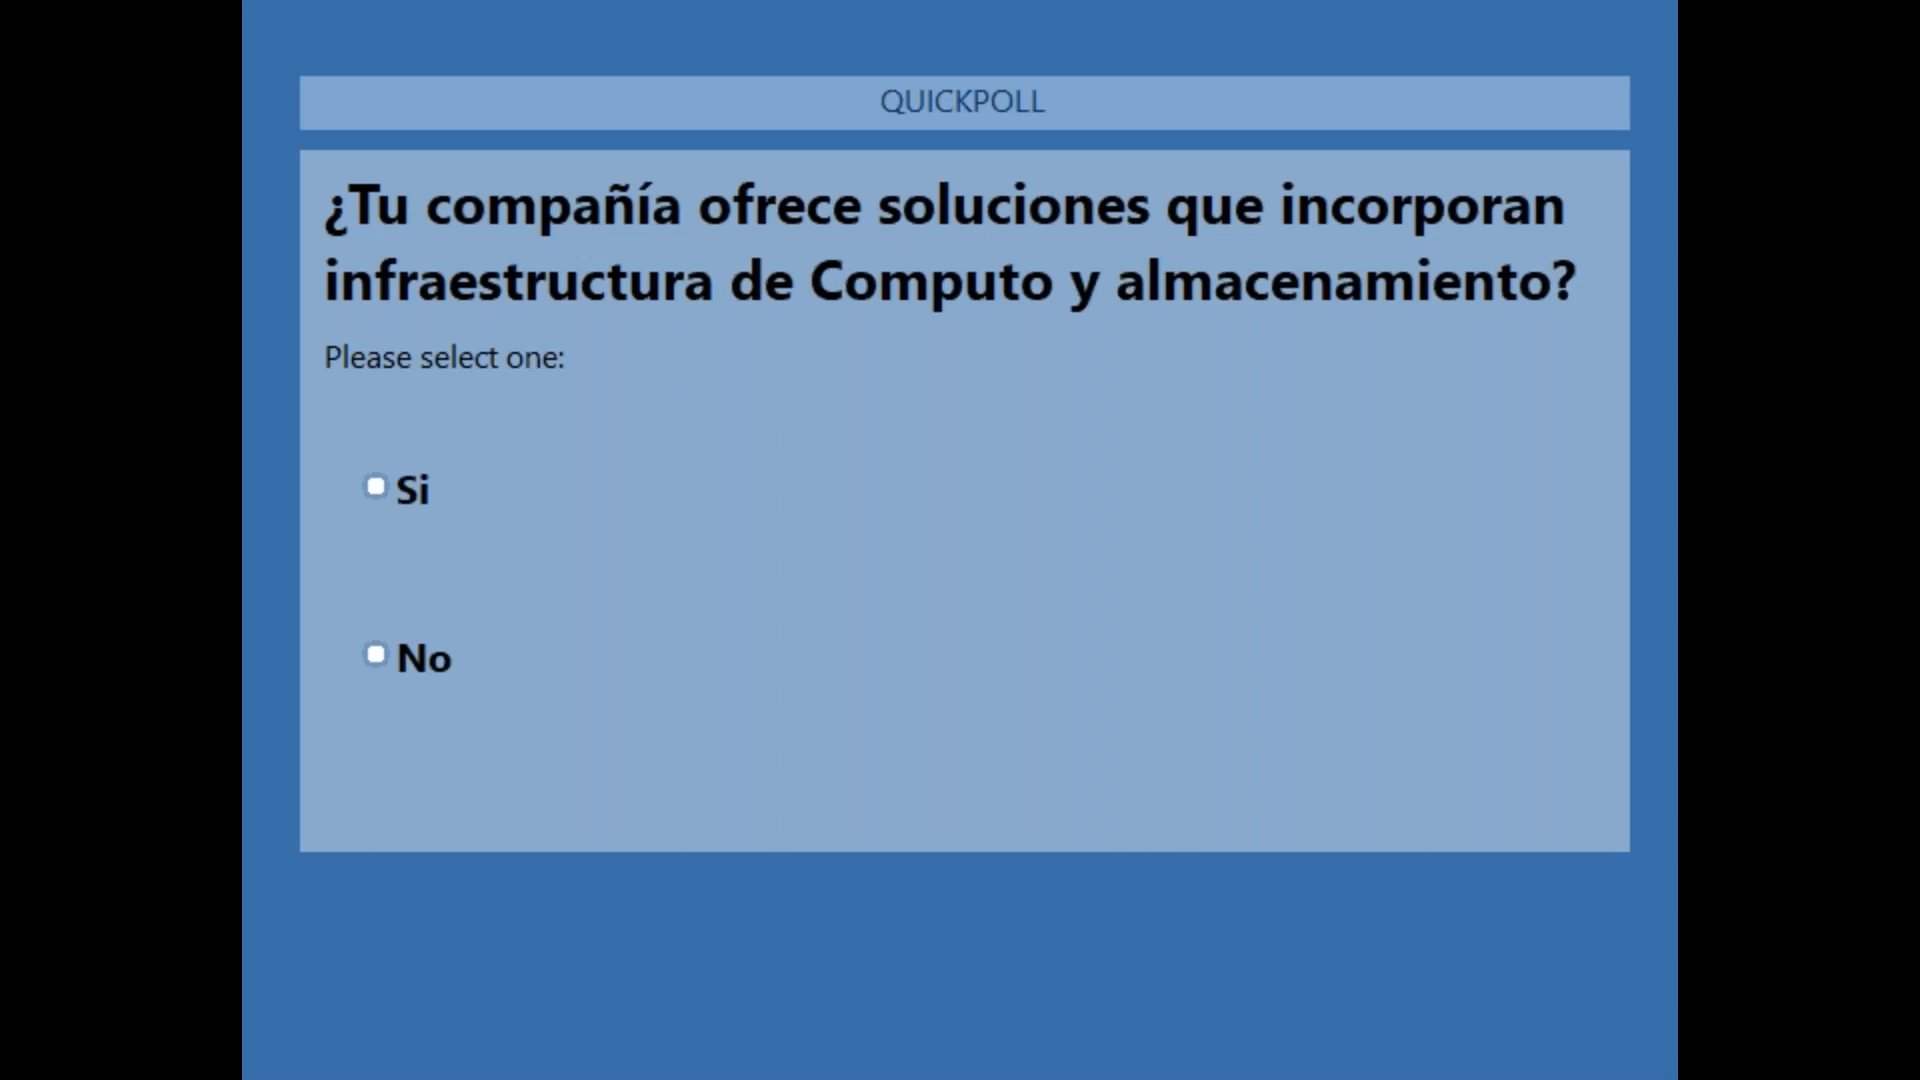 QUICKPOLL
¿Tu compañía ofrece soluciones que incorporan
infraestructura de Computo y almacenamiento?
Please select one:
Si
No